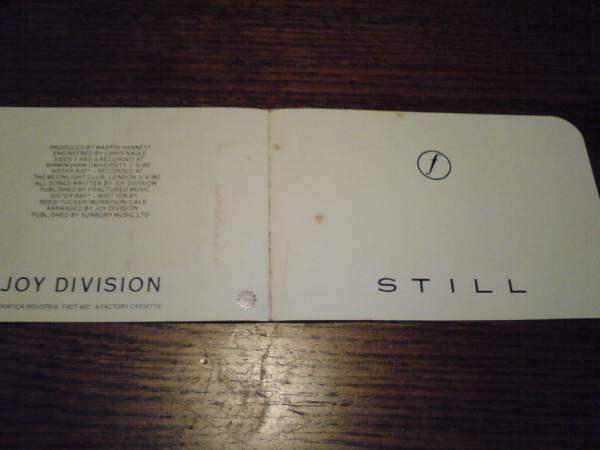 PRODUCED BY MARTIN HANNETT
ENGINEERED BY CHRIS NAGLE
SIDES 3 AND 4 RECORDED AT
BIRMINGHAM UNIVERSITY 2/5/80
SISTER RAY* – RECORDED AT
THE MOONLIGHT CLUB, LONDON 3/4/80
ALL SONGS WRITTEN BY JOY DIVISION
PUBLISHED BY FRACTURED MUSIC
SISTER RAY* – WRITTEN BY
REED/TUCKER/MORRISON/CALE
ARRANGED BY JOY DIVISION
PUBLISHED BY SUNBURY MUSIC LTD.
JOY DIVISION
GRAFICA INDUSTRIA · FACT 40C · A FACTORY CASSETTE
f
STILL